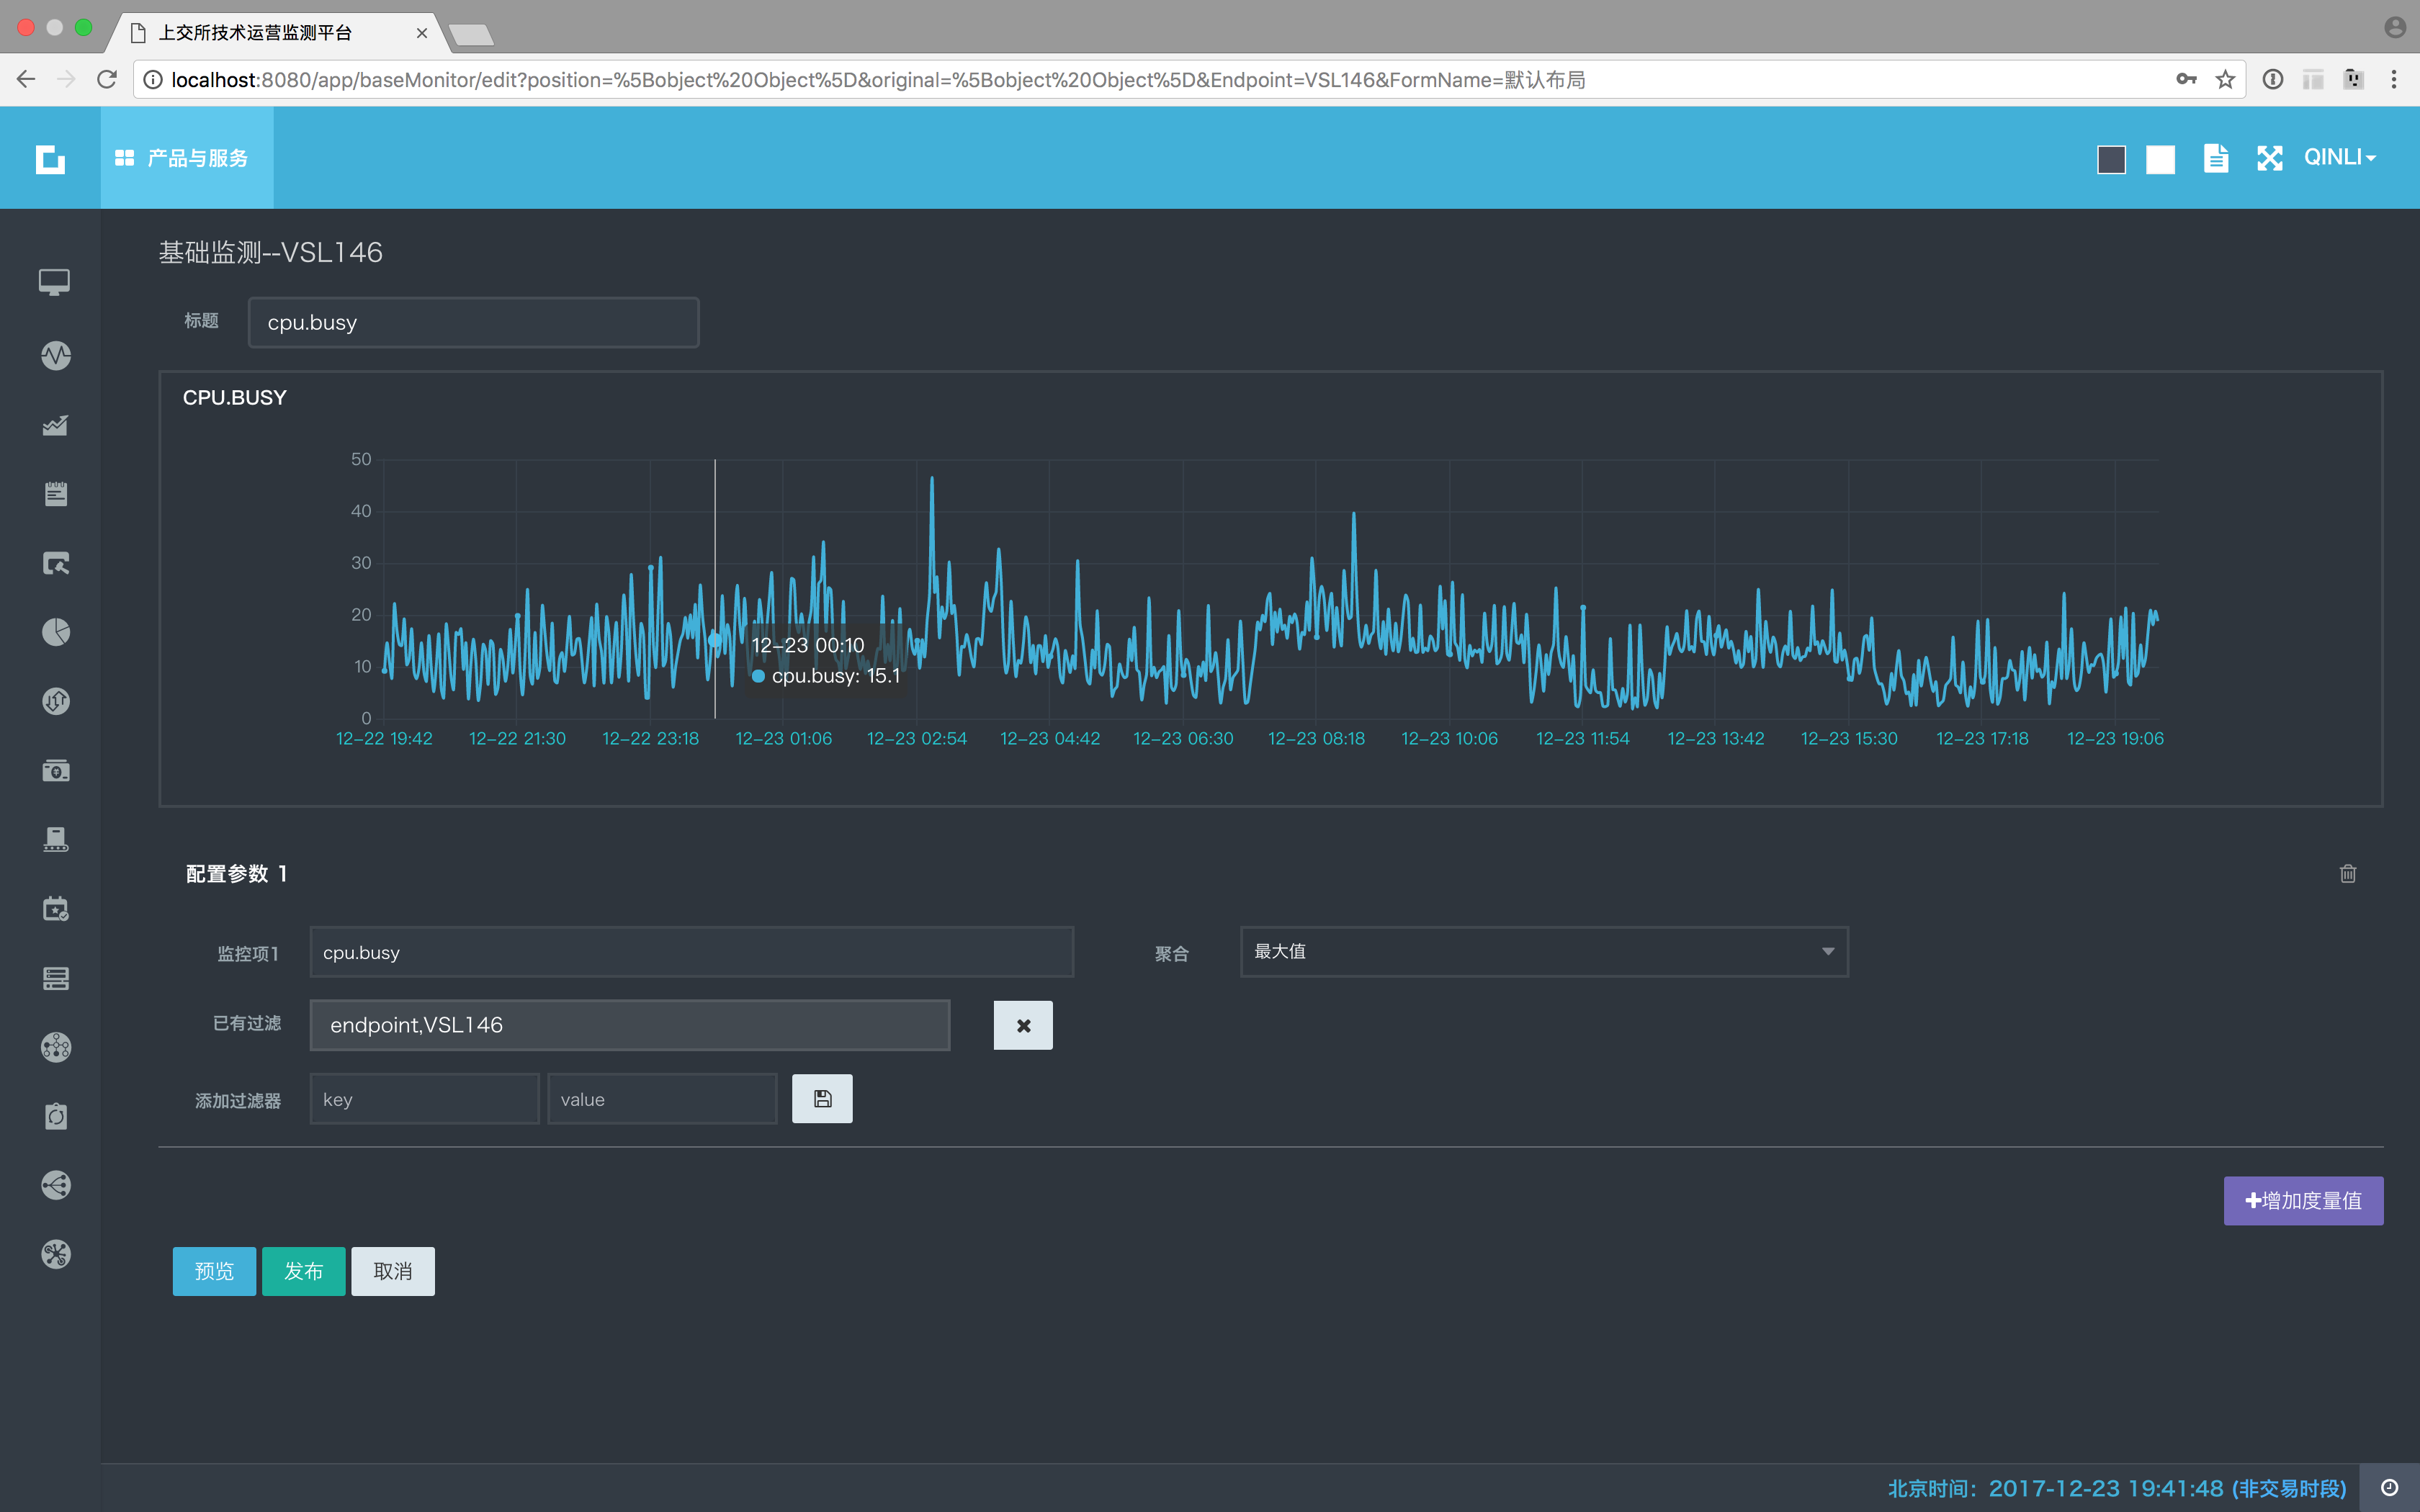 上交所技术运营监测平台
localhost:8080/app/baseMonitor/edit?position=%5Bobject%20Object%5D&original=%5Bobject%20Object%5D&Endpoint=VSL146&FormName=默认布局
产品与服务
QINLI
基础监测--VSL146
标题
cpu.busy
CPU.BUSY
50
40
30
20
10
0
12-23 00:10
cpu.busy: 15.1
12-22 19:42 12-22 21:30 12-22 23:18 12-23 01:06 12-23 02:54 12-23 04:42 12-23 06:30 12-23 08:18 12-23 10:06 12-23 11:54 12-23 13:42 12-23 15:30 12-23 17:18 12-23 19:06
配置参数 1
监控项1 cpu.busy 聚合 最大值
已有过滤 endpoint,VSL146
添加过滤器 key value
增加度量值
预览 发布 取消
北京时间：2017-12-23 19:41:48 (非交易时段)